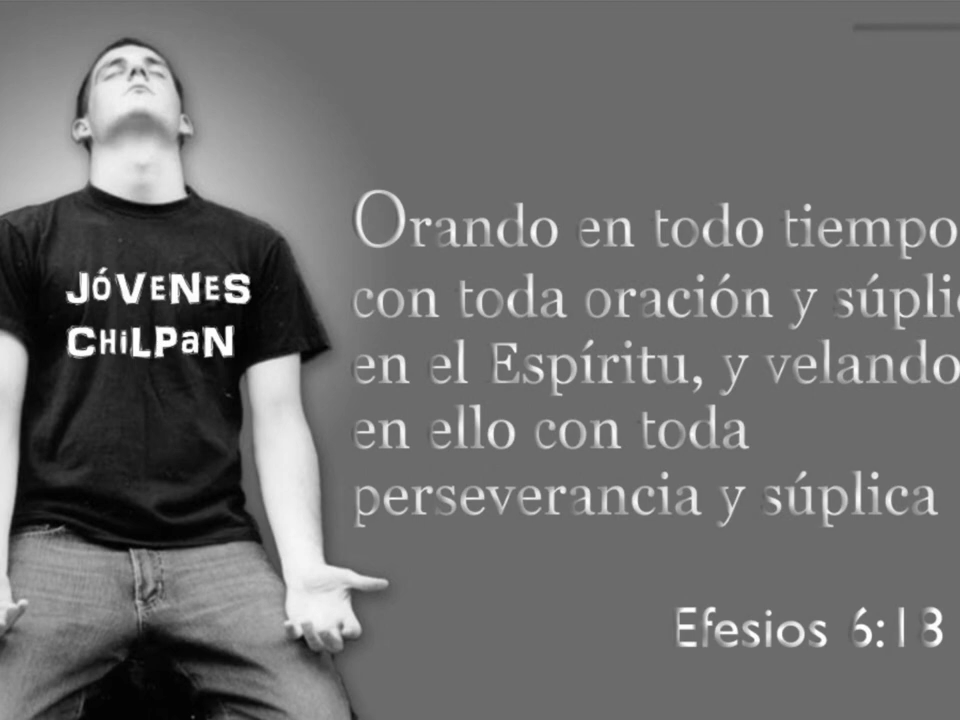 JÓVENES
CHiLPaN
Orando en todo tiempo
con toda oración y súplic
en el Espíritu, y velando
en ello con toda
perseverancia y súplica
Efesios 6:18